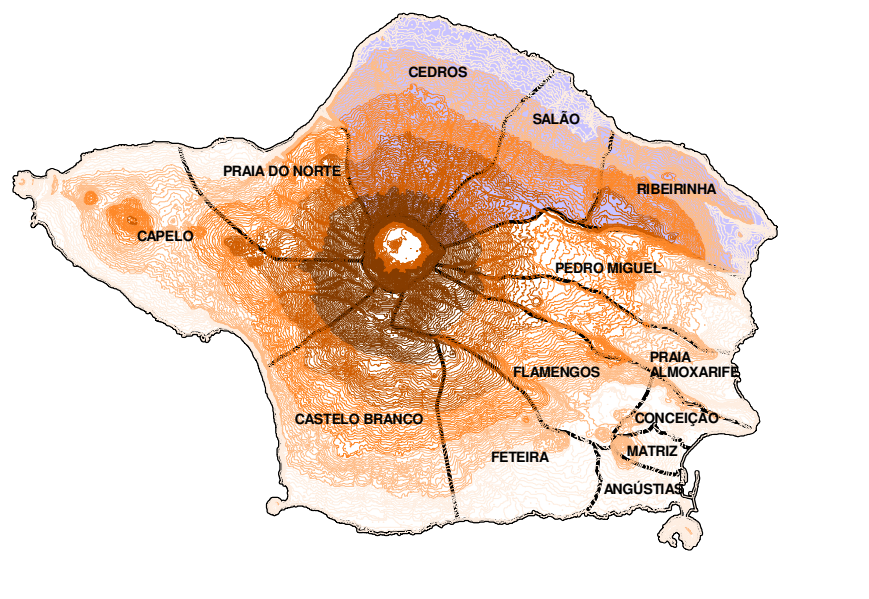 CEDROS
SALÃO
PRAIA DO NORTE
RIBEIRINHA
CAPELO
PEDRO MIGUEL
PRAIA
ALMOXARIFE
FLAMENGOS
CASTELO BRANCO
CONCEIÇÃO
MATRIZ
FETEIRA
ANGÚSTIAS